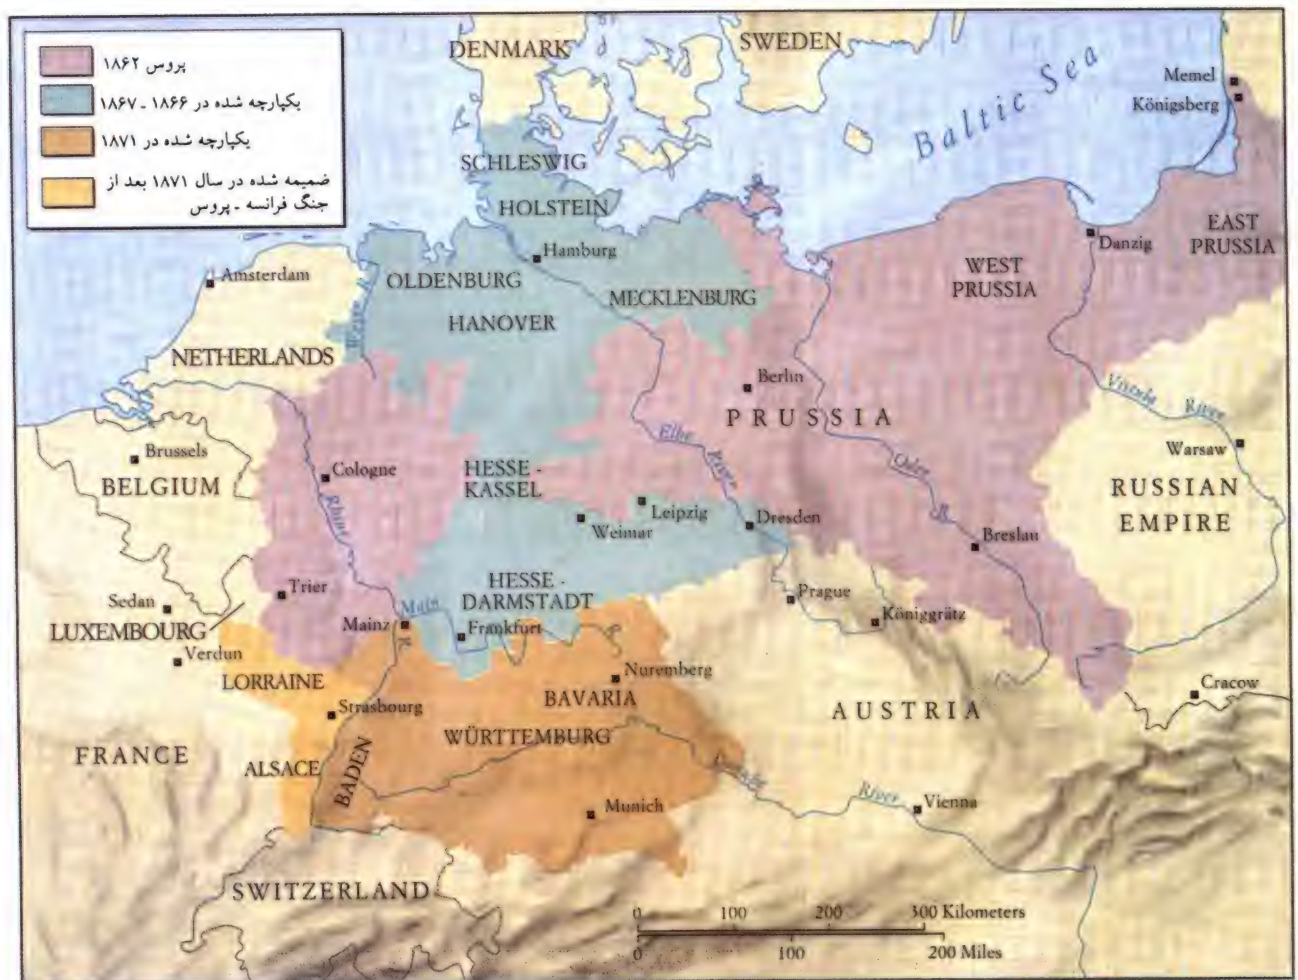 پروس ۱۸۶۲
یکپارچه شده در ۱۸۶۶ ـ ۱۸۶۷
یکپارچه شده در ۱۸۷۱
ضمیمه شده در سال ۱۸۷۱ بعد از
جنگ فرانسه ـ پروس
DENMARK
SWEDEN
Baltic Sea
Memel
Königsberg
SCHLESWIG
HOLSTEIN
EAST
PRUSSIA
Danzig
Hamburg
WEST
PRUSSIA
Amsterdam
OLDENBURG
MECKLENBURG
HANOVER
Weser R.
NETHERLANDS
Berlin
PRUSSIA
Vistula River
Elbe River
Warsaw
Brussels
BELGIUM
Cologne
HESSE -
KASSEL
Oder R.
RUSSIAN
EMPIRE
Rhine R.
Leipzig
Weimar
Dresden
Breslau
Trier
HESSE -
DARMSTADT
Prague
Sedan
Main R.
Königgrätz
LUXEMBOURG
Mainz
Frankfurt
Verdun
LORRAINE
Nuremberg
BAVARIA
Cracow
Strasbourg
AUSTRIA
WÜRTTEMBURG
FRANCE
ALSACE
BADEN
River
Munich
Vienna
SWITZERLAND
0 100 200 300 Kilometers
0 100 200 Miles